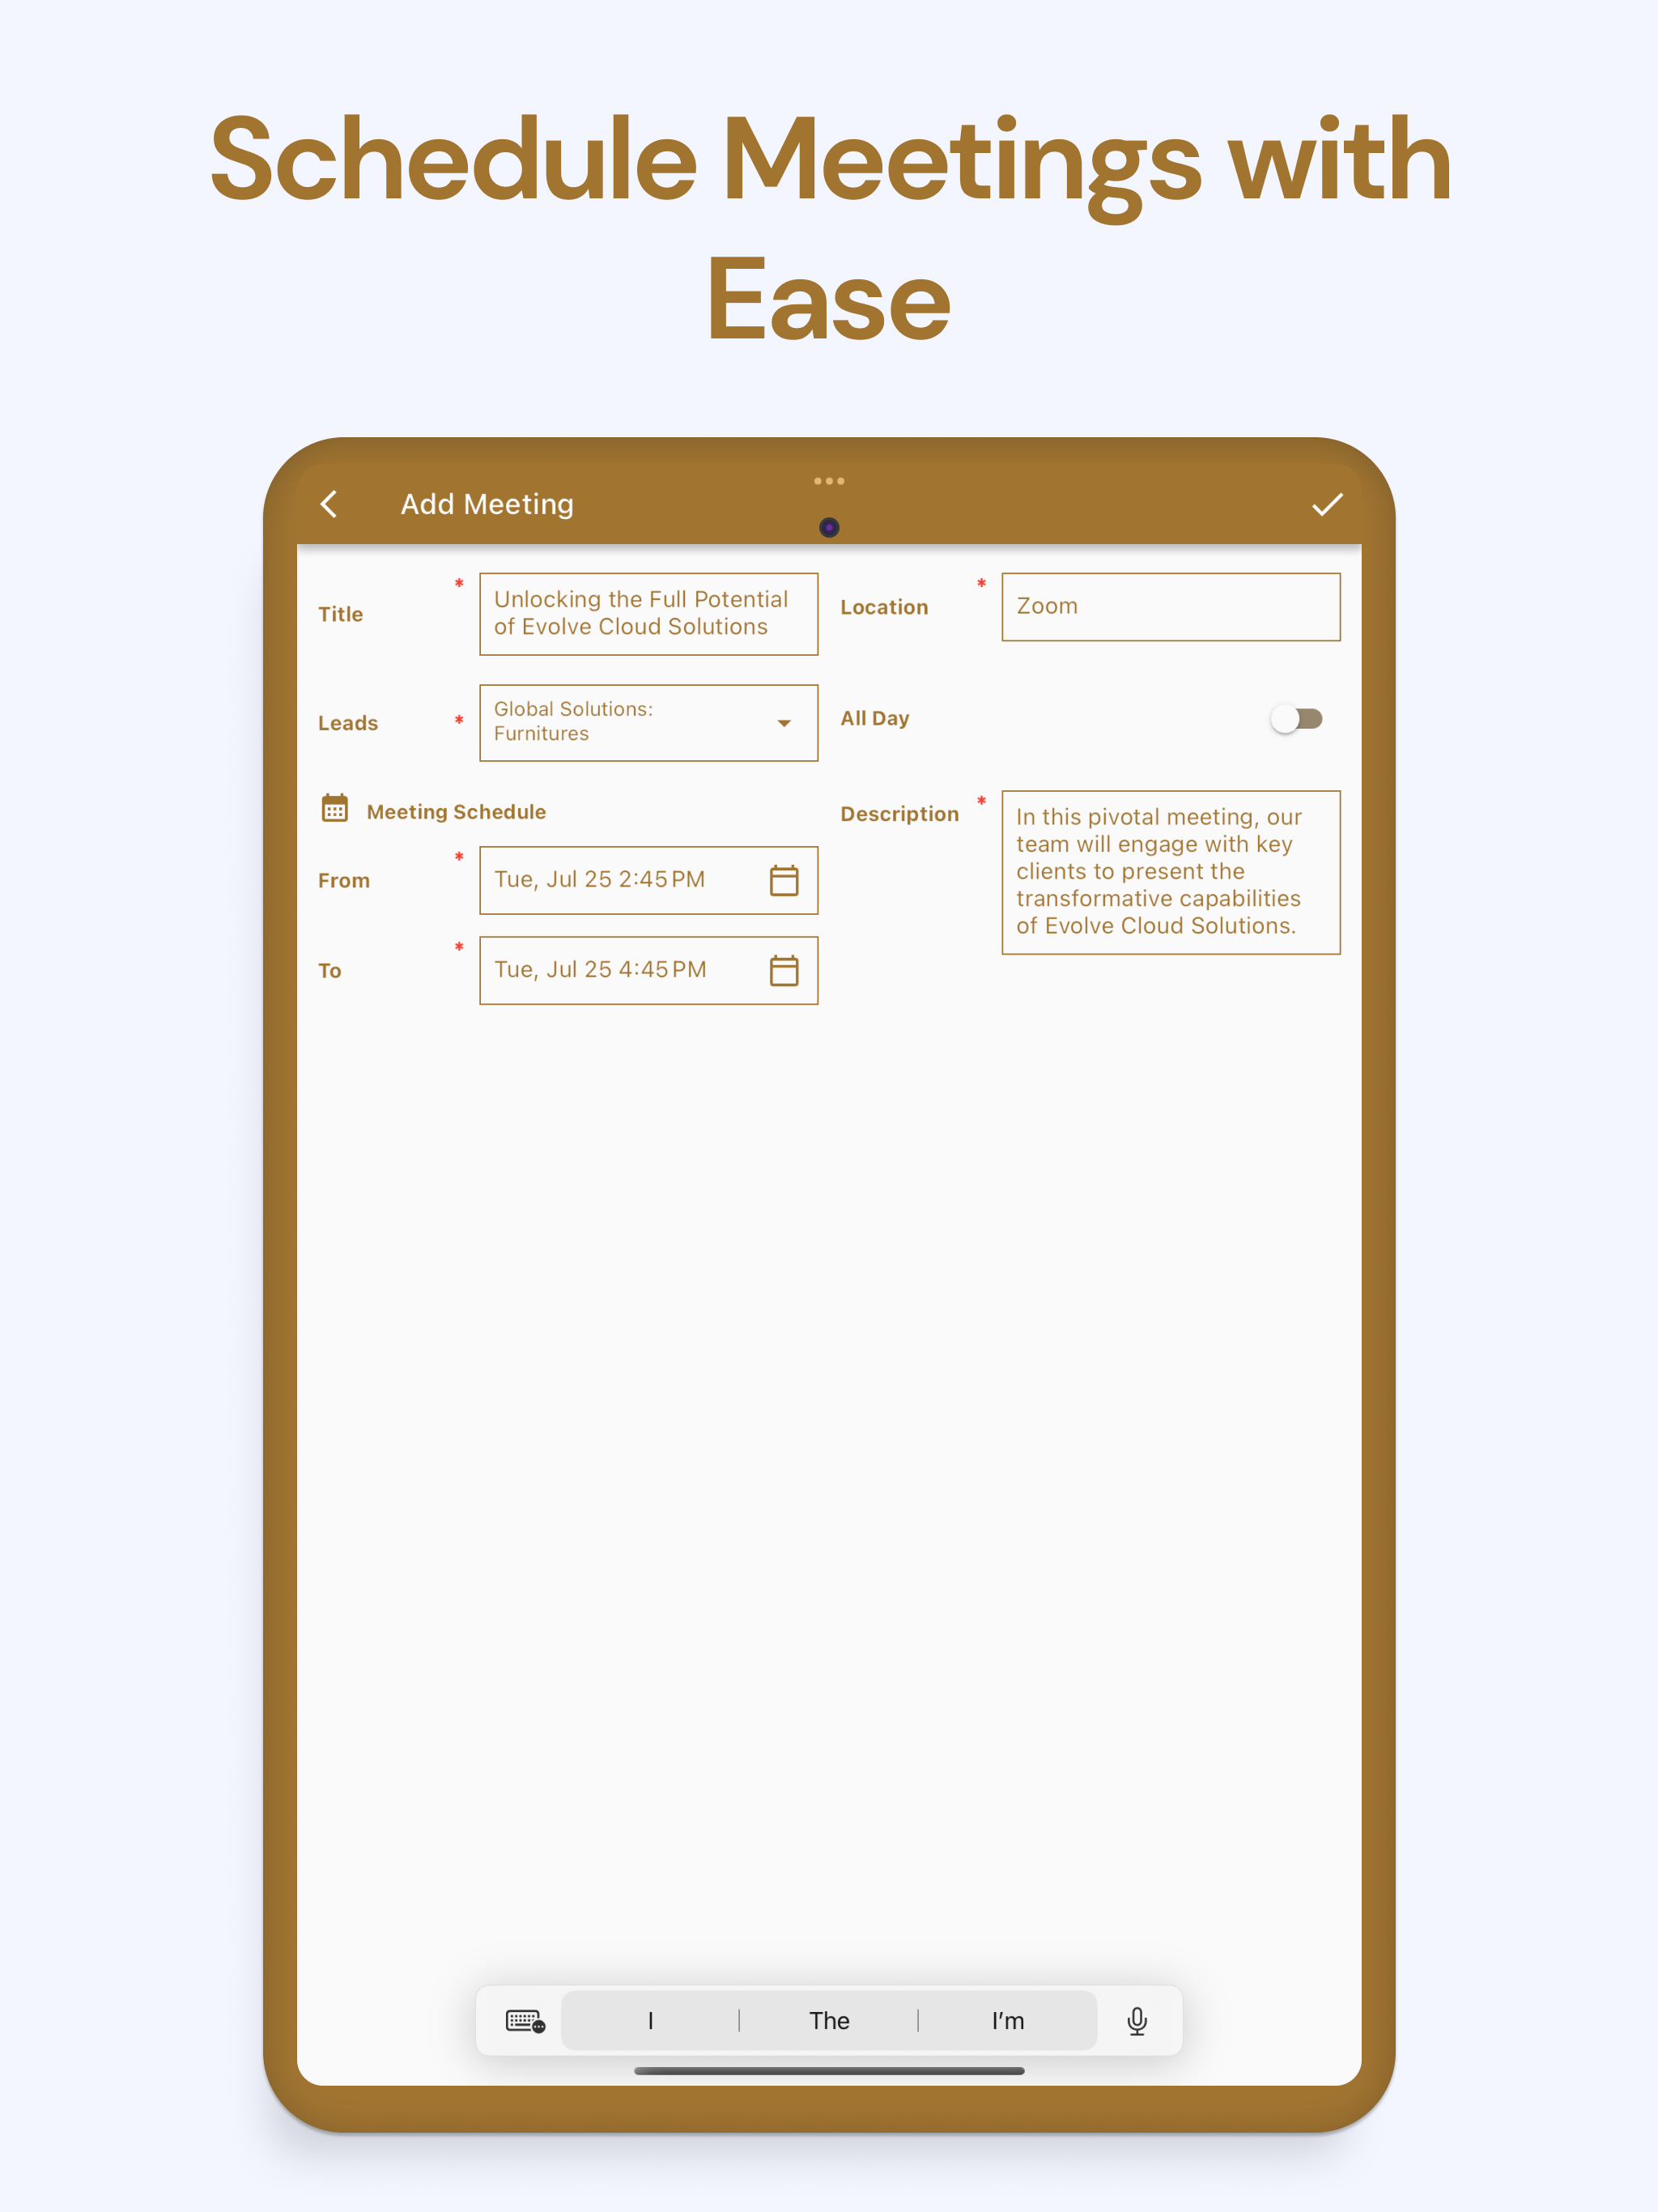 Schedule Meetings with
Ease
Add Meeting
Title *
Unlocking the Full Potential
of Evolve Cloud Solutions
Location *
Zoom
Leads *
Global Solutions:
Furnitures
All Day
Meeting Schedule
From *
Tue, Jul 25 2:45 PM
To *
Tue, Jul 25 4:45 PM
Description *
In this pivotal meeting, our
team will engage with key
clients to present the
transformative capabilities
of Evolve Cloud Solutions.
I
The
I’m